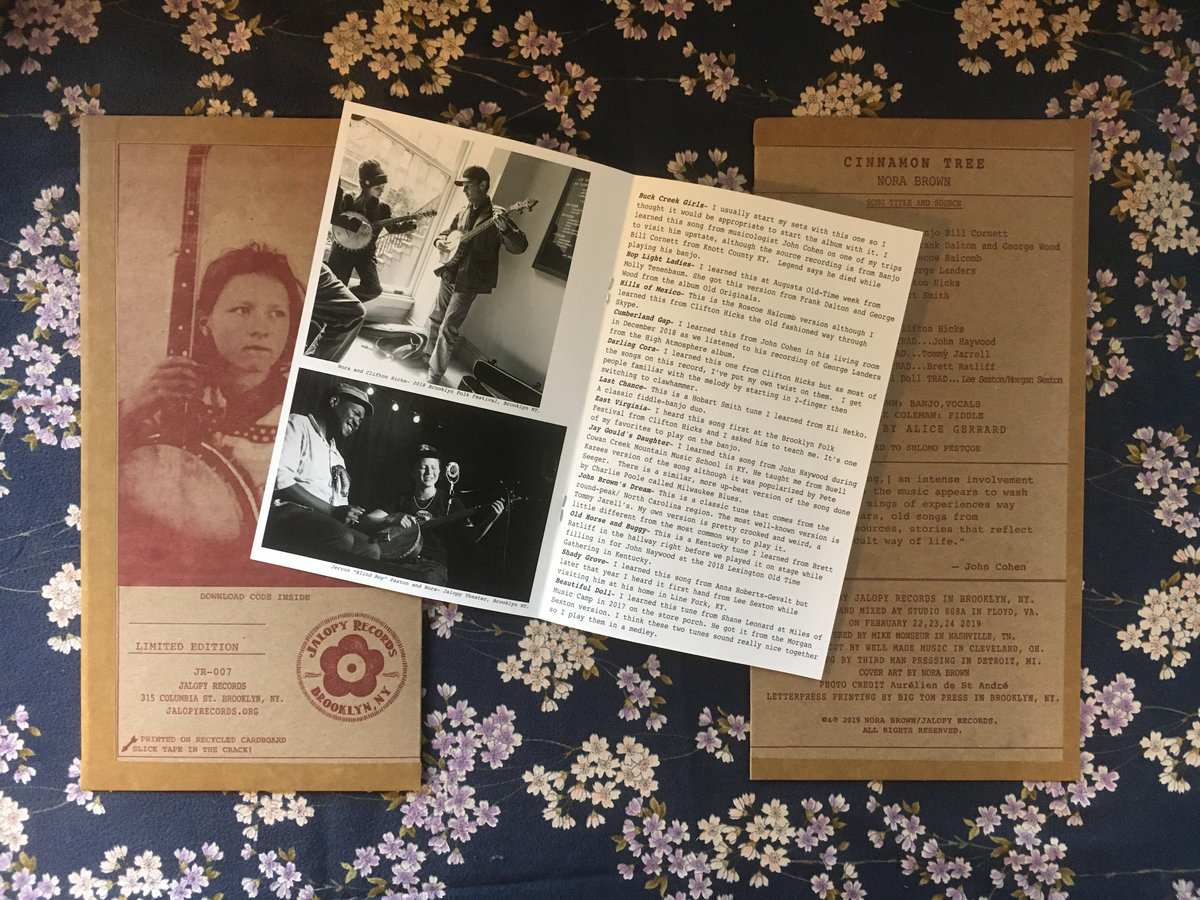 DOWNLOAD CODE INSIDE
LIMITED EDITION
JR-007
JALOPY RECORDS
315 COLUMBIA ST. BROOKLYN, NY.
JALOPYRECORDS.ORG
PRINTED ON RECYCLED CARDBOARD
SLICE TAPE IN THE CRACK!
JALOPY RECORDS
BROOKLYN, NY
Nora and Clifton Hicks- 2018 Brooklyn Folk Festival, Brooklyn NY.
Jerron "Blind Boy" Paxton and Nora- Jalopy Theater, Brooklyn NY.
Buck Creek Girls- I usually start my sets with this one so I
thought it would be appropriate to start the album with it. I
learned this song from musicologist John Cohen on one of my trips
to visit him upstate, although the source recording is from Banjo
Bill Cornett from Knott County KY. Legend says he died while
playing his banjo.
Hop Light Ladies- I learned this at Augusta Old-Time week from
Molly Tenenbaum. She got this version from Frank Dalton and George
Wood from the album Old Originals.
Hills of Mexico- This is the Roscoe Halcomb version although I
learned this from Clifton Hicks the old fashioned way through
Skype.
Cumberland Gap- I learned this from John Cohen in his living room
in December 2018 as we listened to his recording of George Landers
from the High Atmosphere album.
Darling Cora- I learned this one from Clifton Hicks but as most of
the songs on this record, I've put my own twist on them. I get
people familiar with the melody by starting in 2-finger then
switching to clawhammer.
Last Chance- This is a Hobart Smith tune I learned from Eli Hetko.
A classic fiddle-banjo duo.
East Virginia- I heard this song first at the Brooklyn Folk
Festival from Clifton Hicks and I asked him to teach me. It's one
of my favorites to play on the banjo.
Jay Gould's Daughter- I learned this song from John Haywood during
Cowan Creek Mountain Music School in KY. He taught me from Buell
Kazees version of the song although it was popularized by Pete
Seeger. There is a similar, more up-beat version of the song done
by Charlie Poole called Milwaukee Blues.
John Brown's Dream- This is a classic tune that comes from the
round-peak/ North Carolina region. The most well-known version is
Tommy Jarell's. My own version is pretty crooked and weird, a
little different from the most common way to play it.
Old Horse and Buggy- This is a Kentucky tune I learned from Brett
Ratliff in the hallway right before we played it on stage while
filling in for John Haywood at the 2018 Lexington Old Time
Gathering in Kentucky.
Shady Grove- I learned this song from Anna Roberts-Gevalt but
later that year I heard it first hand from Lee Sexton while
visiting him at his home in Line Fork, KY.
Beautiful Doll- I learned this tune from Shane Leonard at Miles of
Music Camp in 2017 on the store porch. He got it from the Morgan
Sexton version. I think these two tunes sound really nice together
so I play them in a medley.
CINNAMON TREE
NORA BROWN
SONG TITLE AND SOURCE
Bill Cornett
Dalton and George Wood
Halcomb
Landers
Hicks
Smith
Clifton Hicks
John Haywood
Tommy Jarrell
Brett Ratliff
Doll TRAD... Lee Sexton/Morgan Sexton
BANJO, VOCALS
COLEMAN: FIDDLE
BY ALICE GERRARD
TO SHLOMO PESTCOE
an intense involvement
the music appears to wash
of experiences way
old songs from
stories that reflect
way of life."
— John Cohen
JALOPY RECORDS IN BROOKLYN, NY.
AND MIXED AT STUDIO 808A IN FLOYD, VA.
ON FEBRUARY 22,23,24 2019
BY MIKE MONSEUR IN NASHVILLE, TN.
BY WELL MADE MUSIC IN CLEVELAND, OH.
BY THIRD MAN PRESSING IN DETROIT, MI.
COVER ART BY NORA BROWN
PHOTO CREDIT Aurélien de St André
LETTERPRESS PRINTING BY BIG TOM PRESS IN BROOKLYN, NY.
©&℗ 2019 NORA BROWN/JALOPY RECORDS.
ALL RIGHTS RESERVED.